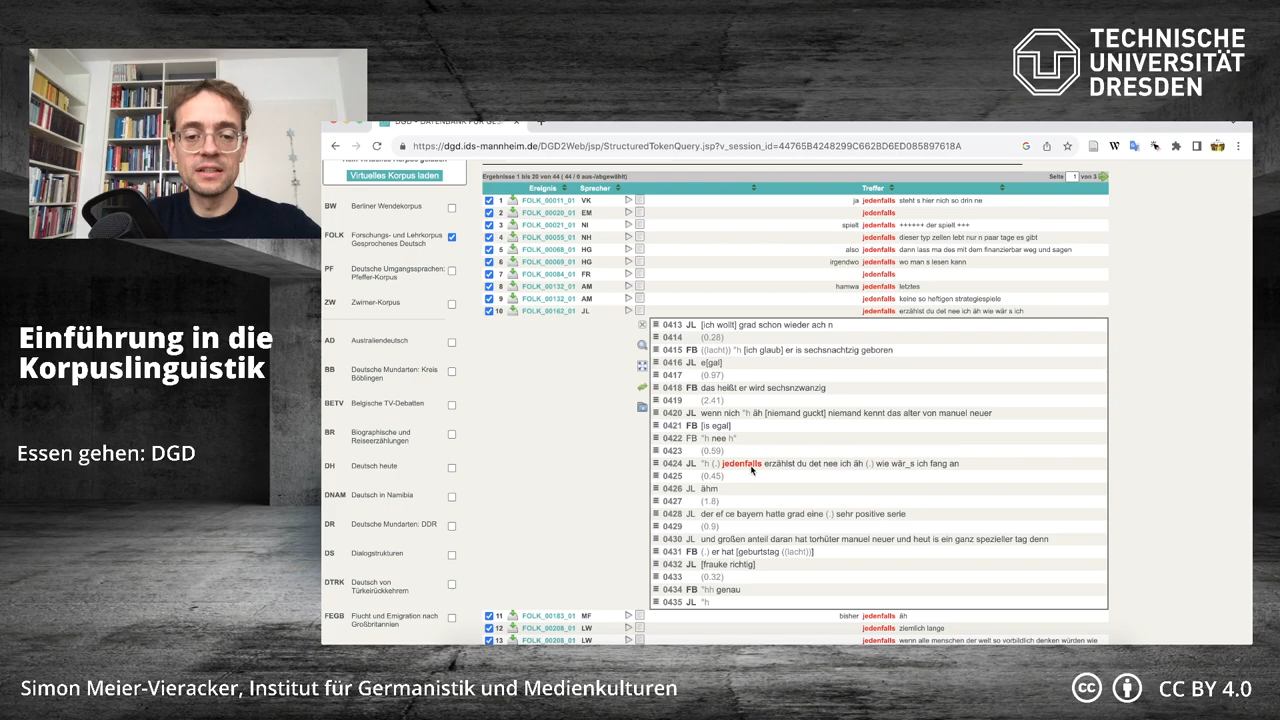 TECHNISCHE
UNIVERSITÄT
DRESDEN
https://dgd.ids-mannheim.de/DGD2Web/jsp/StructuredTokenQuery.jsp?v_session_id=44765B4248299C662BD6ED085897618A
Virtuelles Korpus laden
BW Berliner Wendekorpus
FOLK Forschungs- und Lehrkorpus
Gesprochenes Deutsch
PF Deutsche Umgangssprachen:
Pfeffer-Korpus
ZW Zwirner-Korpus
AD Australiendeutsch
BB Deutsche Mundarten: Kreis
Böblingen
BETV Belgische TV-Debatten
BR Biographische und
Reiseerzählungen
DH Deutsch heute
DNAM Deutsch in Namibia
DR Deutsche Mundarten: DDR
DS Dialogstrukturen
DTRK Deutsch von
Türkeirückkehrern
FEGB Flucht und Emigration nach
Großbritannien
Ergebnisse 1 bis 20 von 44 ( 44 / 0 aus-/abgewählt) Seite 1 von 3
Ereignis Sprecher Treffer
1 FOLK_00011_01 VK ja jedenfalls steht s hier nich so drin ne
2 FOLK_00020_01 EM jedenfalls
3 FOLK_00021_01 NI spielt jedenfalls ++++++ der spielt +++
4 FOLK_00055_01 NH jedenfalls dieser typ zellen lebt nur n paar tage es gibt
5 FOLK_00068_01 HG also jedenfalls dann lass ma des mit dem finanzierbar weg und sagen
6 FOLK_00069_01 HG irgendwo jedenfalls wo man s lesen kann
7 FOLK_00084_01 FR jedenfalls
8 FOLK_00132_01 AM hamwa jedenfalls letztes
9 FOLK_00132_01 AM jedenfalls keine so heftigen strategiespiele
10 FOLK_00162_01 JL jedenfalls erzählst du det nee ich äh wie wär s ich
0413 JL [ich wollt] grad schon wieder ach n
0414 (0.28)
0415 FB ((lacht)) °h [ich glaub] er is sechsnachtzig geboren
0416 JL e[gal]
0417 (0.97)
0418 FB das heißt er wird sechsnzwanzig
0419 (2.41)
0420 JL wenn nich °h äh [niemand guckt] niemand kennt das alter von manuel neuer
0421 FB [is egal]
0422 FB °h nee h°
0423 (0.59)
0424 JL °h (.) jedenfalls erzählst du det nee ich äh (.) wie wär_s ich fang an
0425 (0.45)
0426 JL ähm
0427 (1.8)
0428 JL der ef ce bayern hatte grad eine (.) sehr positive serie
0429 (0.9)
0430 JL und großen anteil daran hat torhüter manuel neuer und heut is ein ganz spezieller tag denn
0431 FB (.) er hat [geburtstag ((lacht))]
0432 JL [frauke richtig]
0433 (0.32)
0434 FB °hh genau
0435 JL °h
11 FOLK_00183_01 MF bisher jedenfalls äh
12 FOLK_00208_01 LW jedenfalls ziemlich lange
13 FOLK_00208_01 LW jedenfalls wenn alle menschen der welt so vorbildlich denken würden wie
Einführung in die
Korpuslinguistik
Essen gehen: DGD
Simon Meier-Vieracker, Institut für Germanistik und Medienkulturen
CC BY 4.0